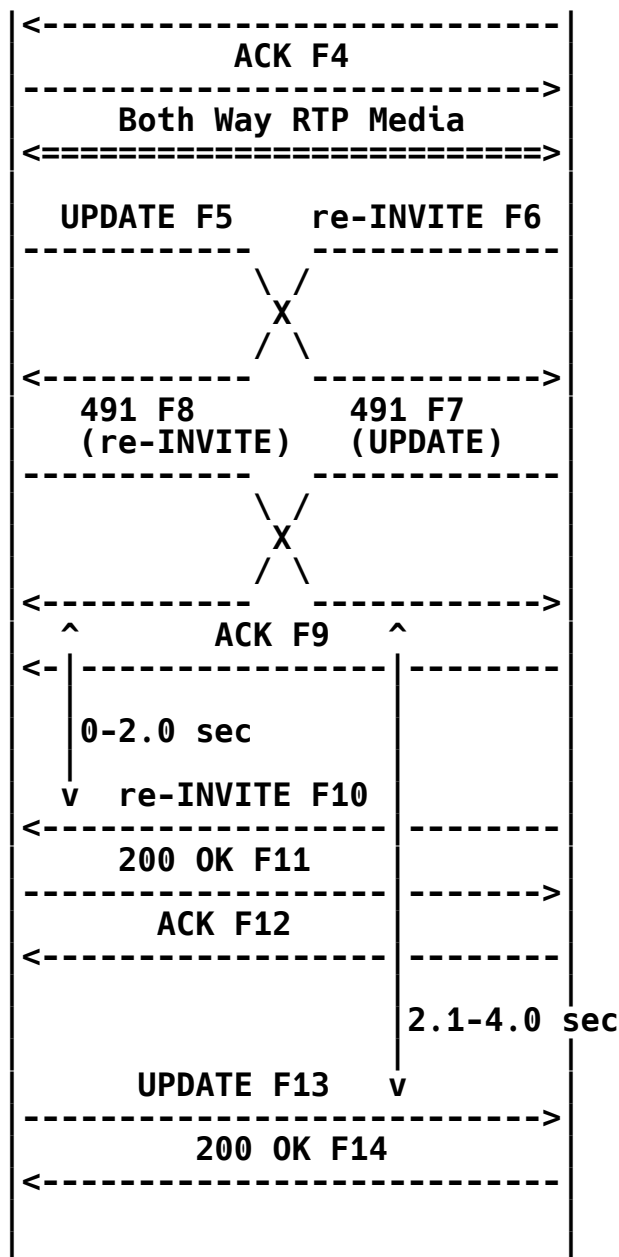 ACK F4
Both Way RTP Media
UPDATE F5 re-INVITE F6
X
491 F8 491 F7
(re-INVITE) (UPDATE)
X
ACK F9
0-2.0 sec
v re-INVITE F10
200 OK F11
ACK F12
2.1-4.0 sec
UPDATE F13 v
200 OK F14